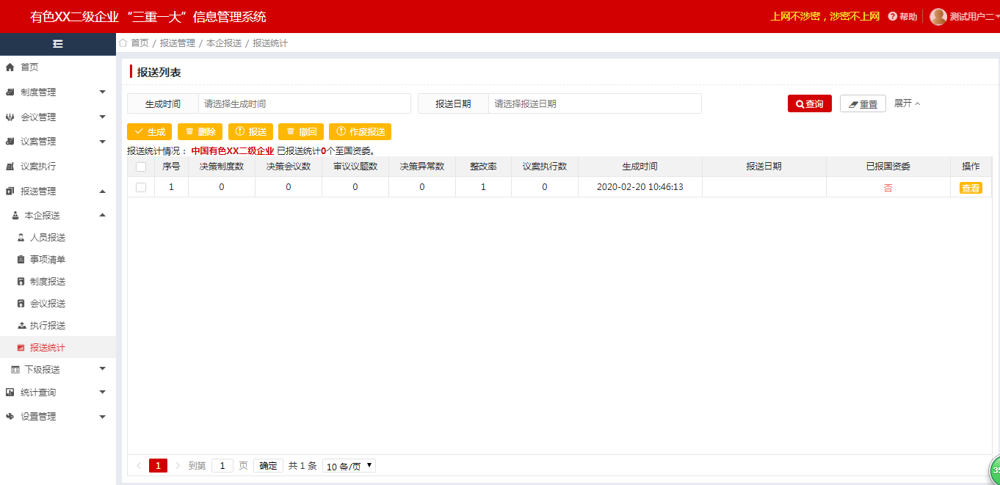 有色XX二级企业 “三重一大”信息管理系统
上网不涉密，涉密不上网 帮助 测试用户二
首页 / 报送管理 / 本企报送 / 报送统计
首页
制度管理
会议管理
议案管理
议案执行
报送管理
本企报送
人员报送
事项清单
制度报送
会议报送
执行报送
报送统计
下级报送
统计查询
设置管理
报送列表
生成时间 请选择生成时间 报送日期 请选择报送日期 查询 重置 展开
生成 删除 报送 撤回 作废报送
报送统计情况： 中国有色XX二级企业 已报送统计0个至国资委。
序号 决策制度数 决策会议数 审议议题数 决策异常数 整改率 议案执行数 生成时间 报送日期 已报国资委 操作
1 0 0 0 0 1 0 2020-02-20 10:46:13 否 查看
1 到第 1 页 确定 共 1 条 10 条/页